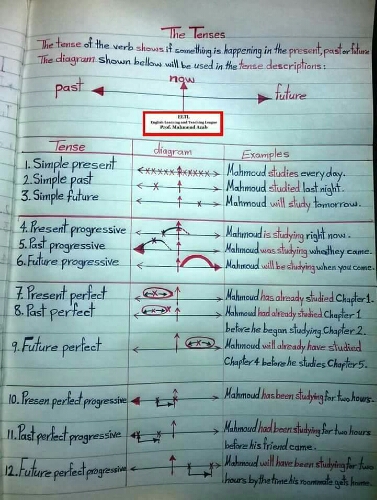 The Tenses
The tense of the verb shows if something is happening in the present, past or future
The diagram shown bellow will be used in the tense descriptions:
now
past future
ELTL
English Learning and Teaching League
Prof. Mahmoud Azab
Tense diagram Examples
1. Simple present Mahmoud studies every day.
2. Simple past Mahmoud studied last night.
3. Simple future Mahmoud will study tomorrow.
4. Present progressive Mahmoud is studying right now.
5. Past progressive Mahmoud was studying when they came.
6. Future progressive Mahmoud will be studying when you come.
7. Present perfect Mahmoud has already studied Chapter 1.
8. Past perfect Mahmoud had already studied Chapter 1
before he began studying Chapter 2.
9. Future perfect Mahmoud will already have studied
Chapter 4 before he studies Chapter 5.
10. Presen perfect progressive Mahmoud has been studying for two hours.
11. Past perfect progressive Mahmoud had been studying for two hours
before his friend came.
12. Future perfect progressive Mahmoud will have been studying for two
hours by the time his roommate gets home.